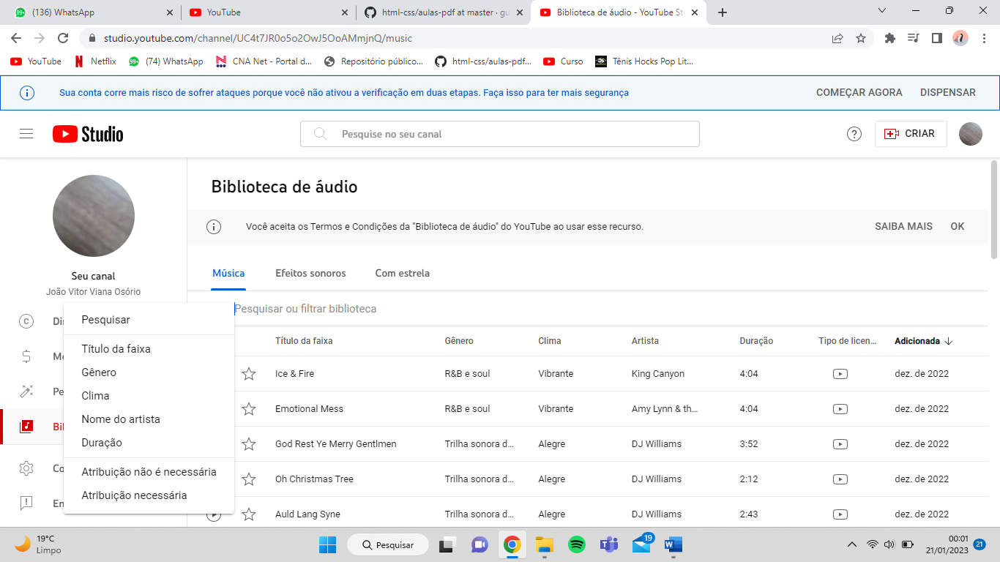 (136) WhatsApp
YouTube
html-css/aulas-pdf at master · gu
Biblioteca de áudio - YouTube St
studio.youtube.com/channel/UC4t7JR0o5o2OwJ5OoAMmjnQ/music
YouTube
Netflix
99+
(74) WhatsApp
CNA Net - Portal d...
Repositório público...
html-css/aulas-pdf...
Curso
Tênis Hocks Pop Lit...
Sua conta corre mais risco de sofrer ataques porque você não ativou a verificação em duas etapas. Faça isso para ter mais segurança
COMEÇAR AGORA
DISPENSAR
Studio
Pesquise no seu canal
CRIAR
Biblioteca de áudio
Você aceita os Termos e Condições da "Biblioteca de áudio" do YouTube ao usar esse recurso.
SAIBA MAIS
OK
Seu canal
João Vitor Viana Osório
Música
Efeitos sonoros
Com estrela
Pesquisar ou filtrar biblioteca
Pesquisar
Título da faixa
Gênero
Clima
Nome do artista
Duração
Atribuição não é necessária
Atribuição necessária
Título da faixa Gênero Clima Artista Duração Tipo de licen... Adicionada
Ice & Fire R&B e soul Vibrante King Canyon 4:04 dez. de 2022
Emotional Mess R&B e soul Vibrante Amy Lynn & th... 4:04 dez. de 2022
God Rest Ye Merry Gentlmen Trilha sonora d... Alegre DJ Williams 3:52 dez. de 2022
Oh Christmas Tree Trilha sonora d... Alegre DJ Williams 2:12 dez. de 2022
Auld Lang Syne Trilha sonora d... Alegre DJ Williams 2:43 dez. de 2022
19°C
Limpo
Pesquisar
19
00:01
21/01/2023
21